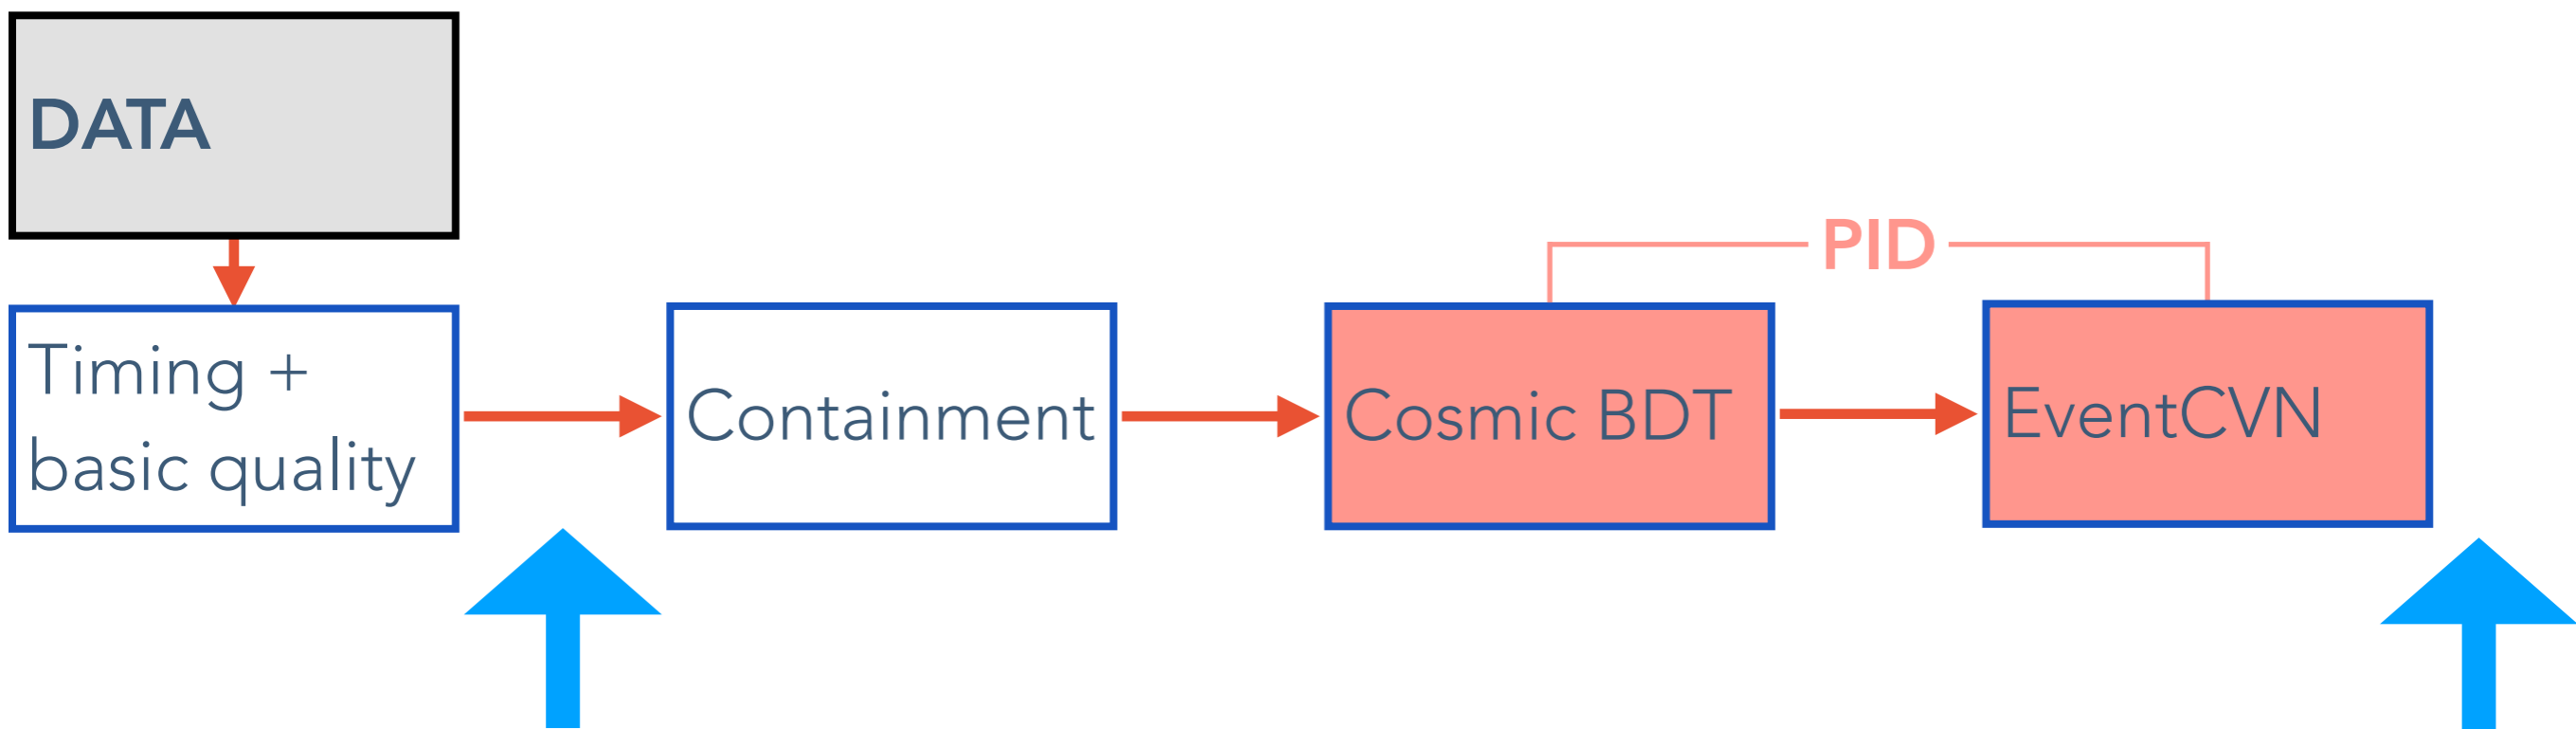 DATA
PID
Timing +
basic quality
Containment
Cosmic BDT
EventCVN